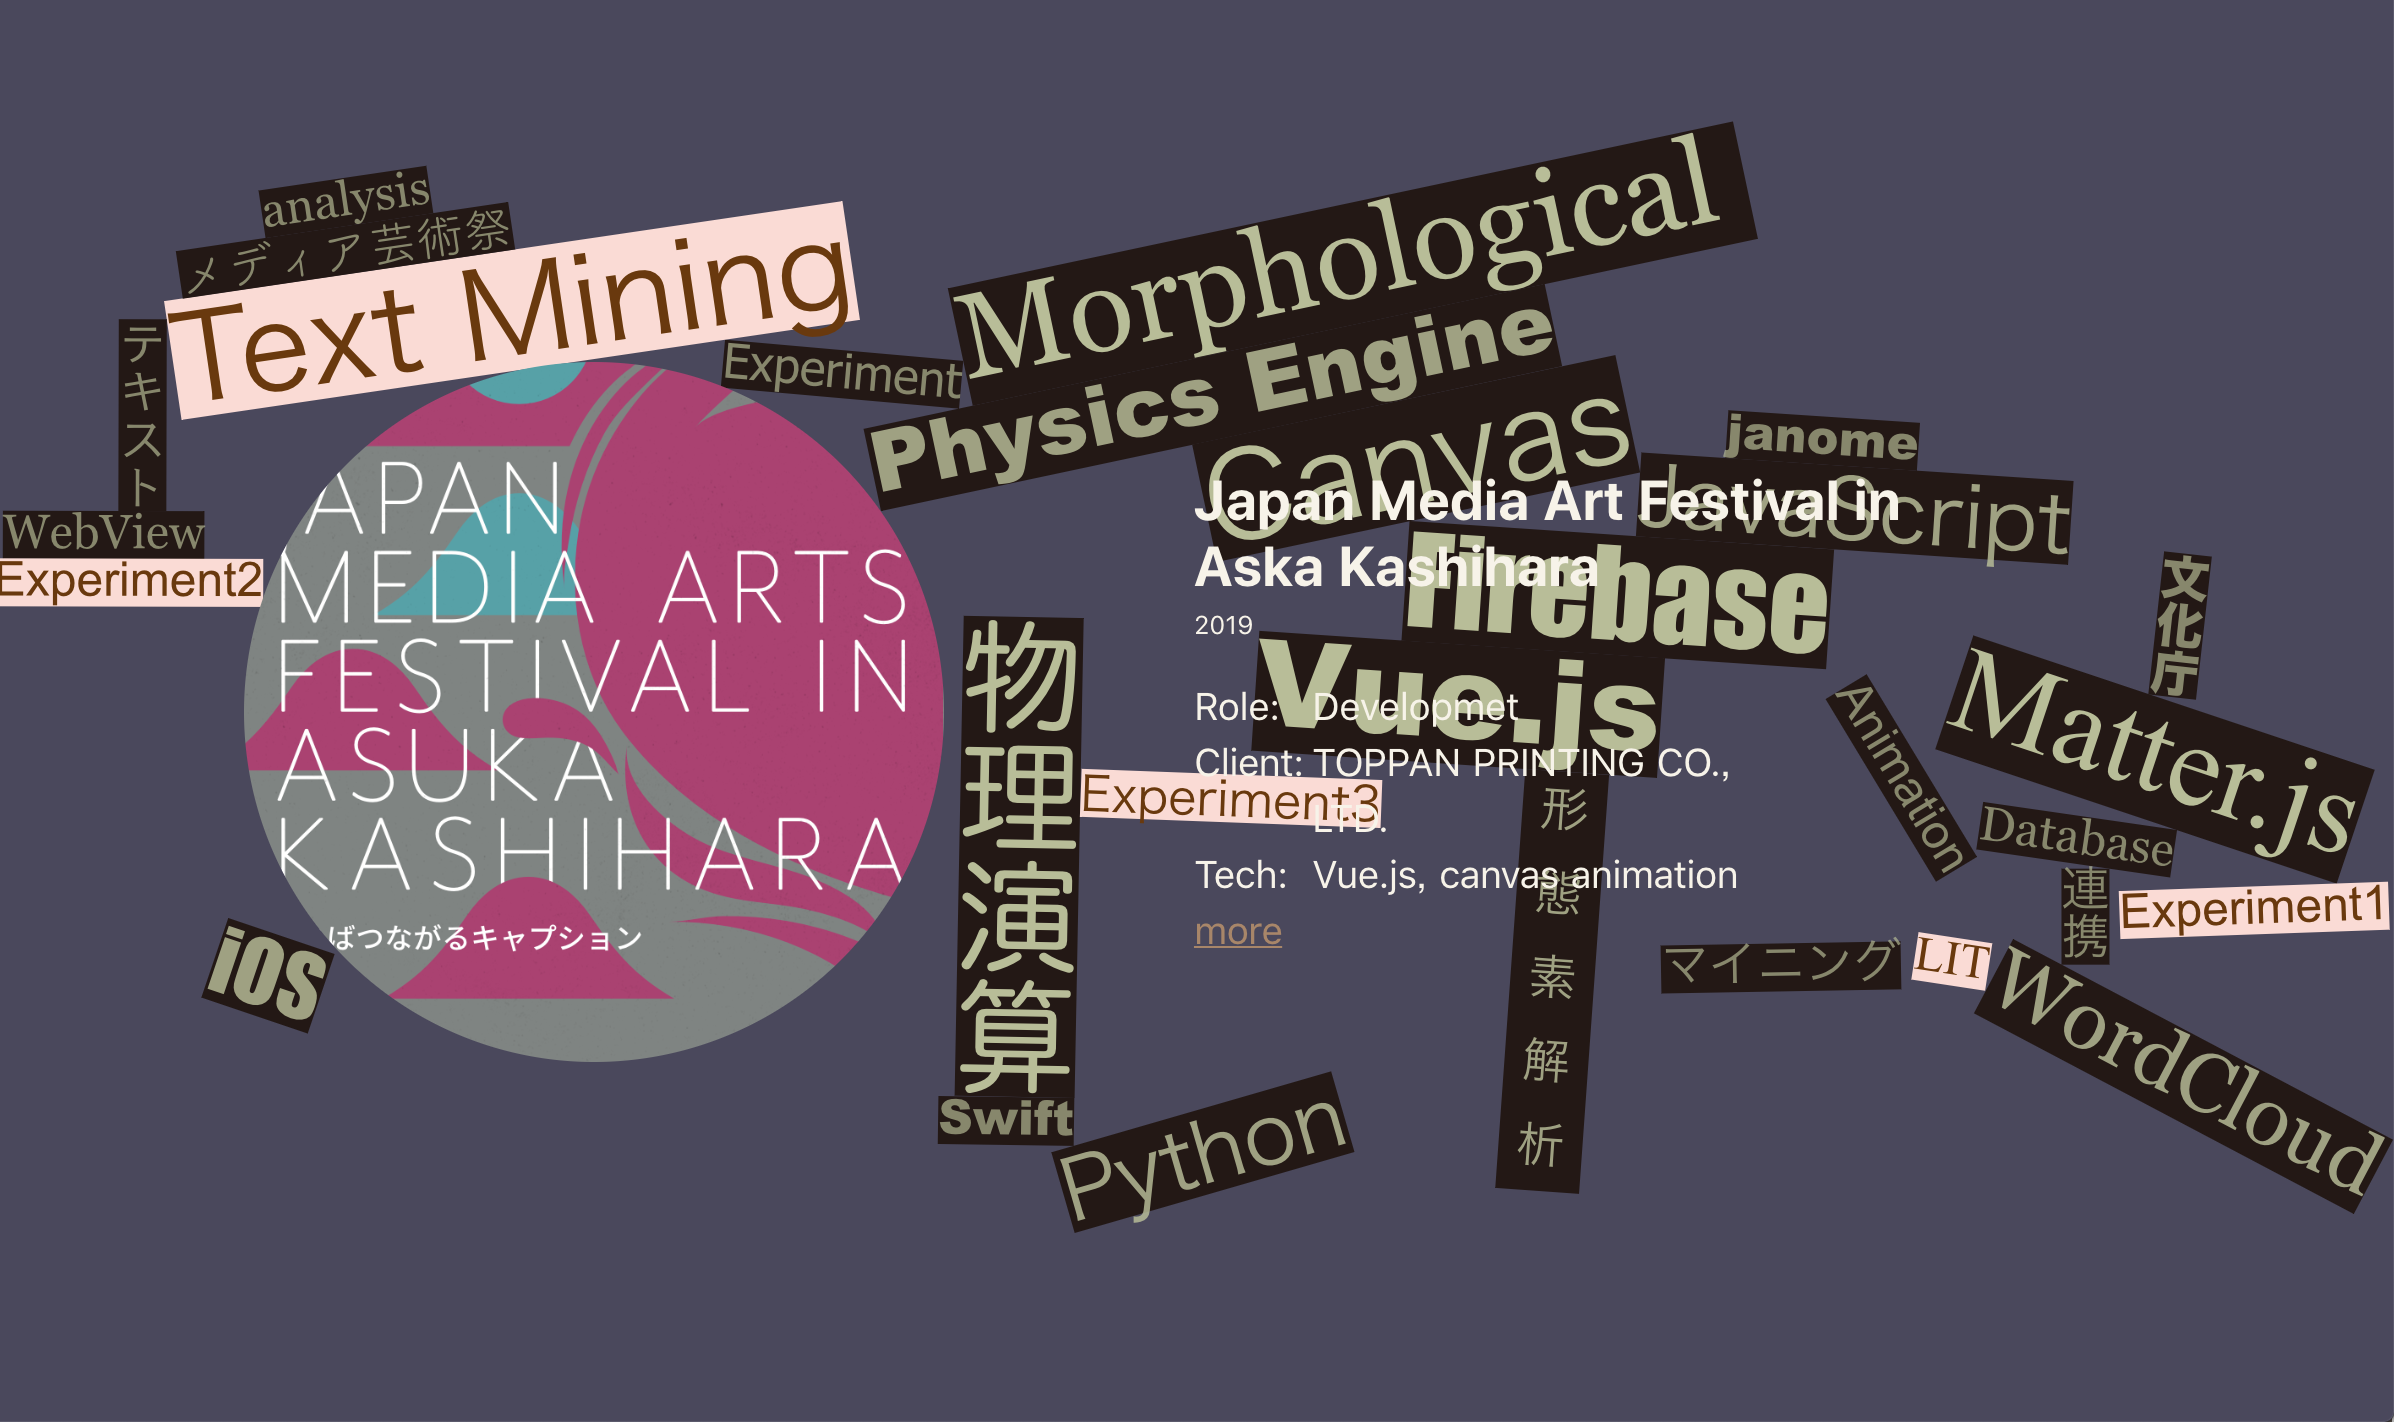 analysis
メディア芸術祭
Text Mining
テキスト
WebView
Experiment2
Experiment
Morphological
Physics Engine
Canvas
janome
JavaScript
Firebase
Vue.js
APAN
MEDIA ARTS
FESTIVAL IN
ASUKA
KASHIHARA
ばつながるキャプション
iOS
物理演算
Swift
Python
Experiment3
Japan Media Art Festival in
Aska Kashihara
2019
Role: Developmet
Client: TOPPAN PRINTING CO.,
LTD.
Tech: Vue.js, canvas animation
more
形態素解析
文化庁
Matter.js
Animation
Database
連携
Experiment1
マイニング
LIT
WordCloud